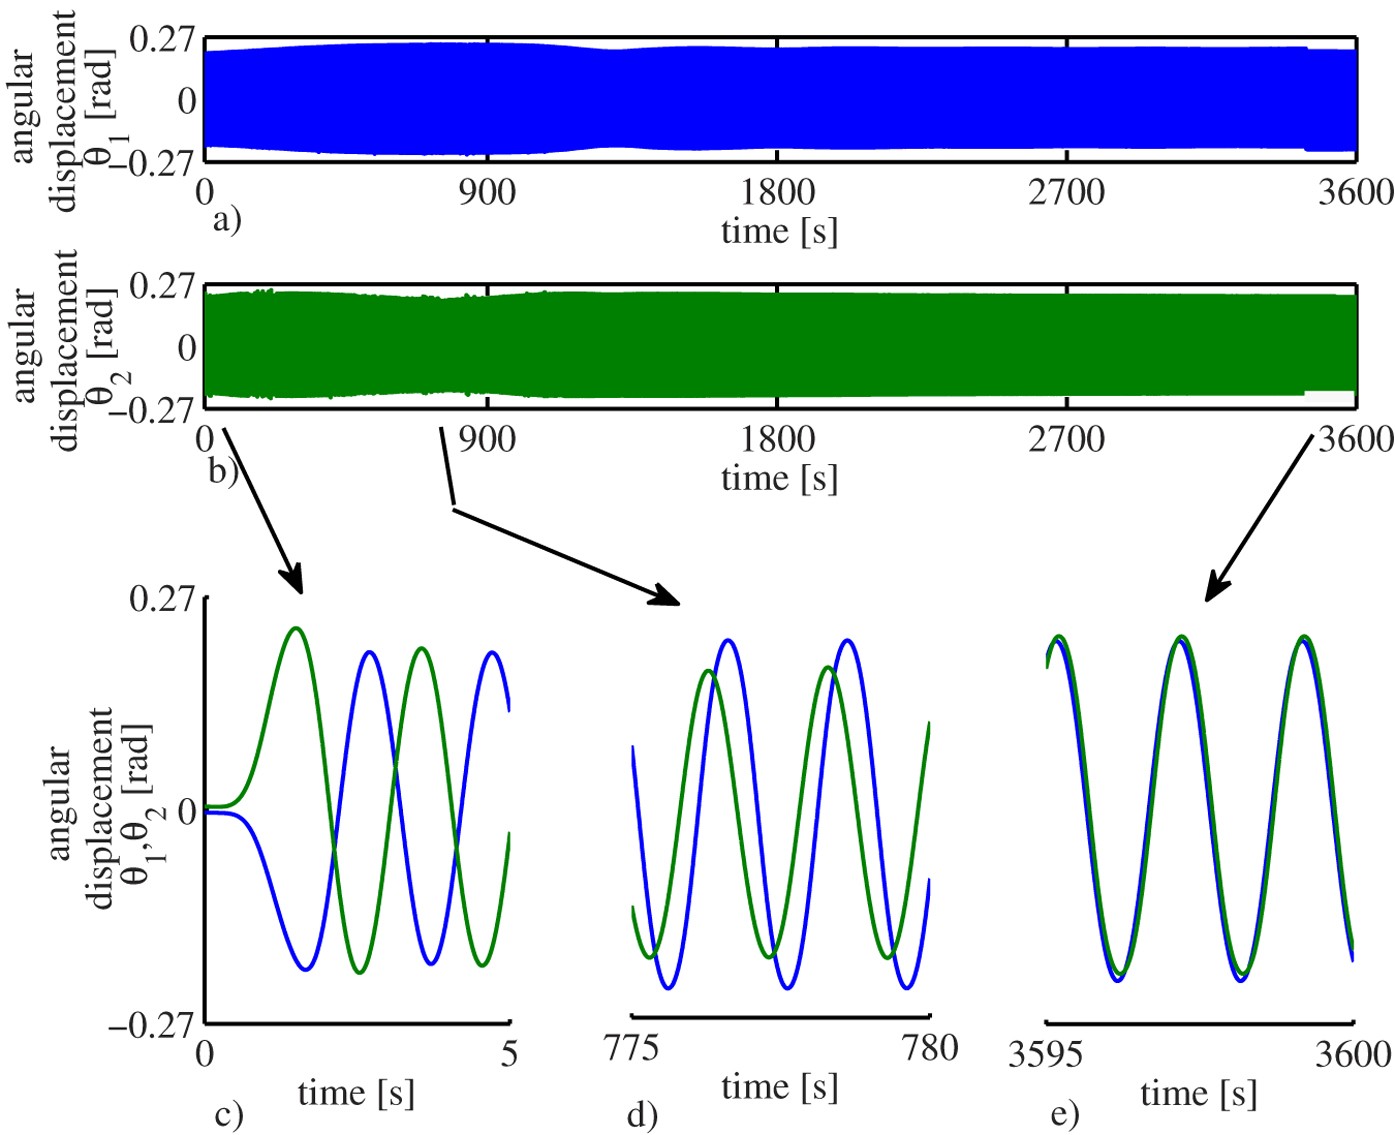 angular
displacement
θ1 [rad]
0.27
0
−0.27
0 900 1800 2700 3600
time [s]
a)
angular
displacement
θ2 [rad]
0.27
0
−0.27
0 900 1800 2700 3600
time [s]
b)
angular
displacement
θ1,θ2 [rad]
0.27
0
−0.27
0 5
time [s]
c)
775 780
time [s]
d)
3595 3600
time [s]
e)